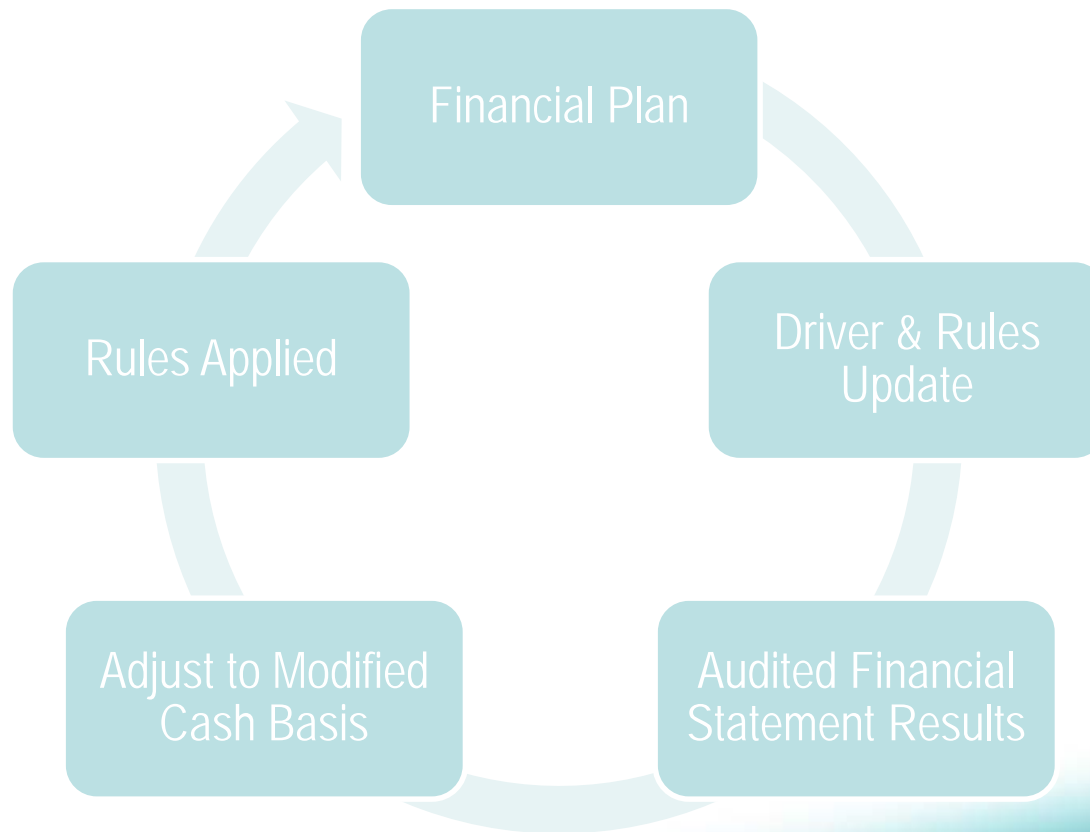 Financial Plan
Driver & Rules
Update
Audited Financial
Statement Results
Adjust to Modified
Cash Basis
Rules Applied